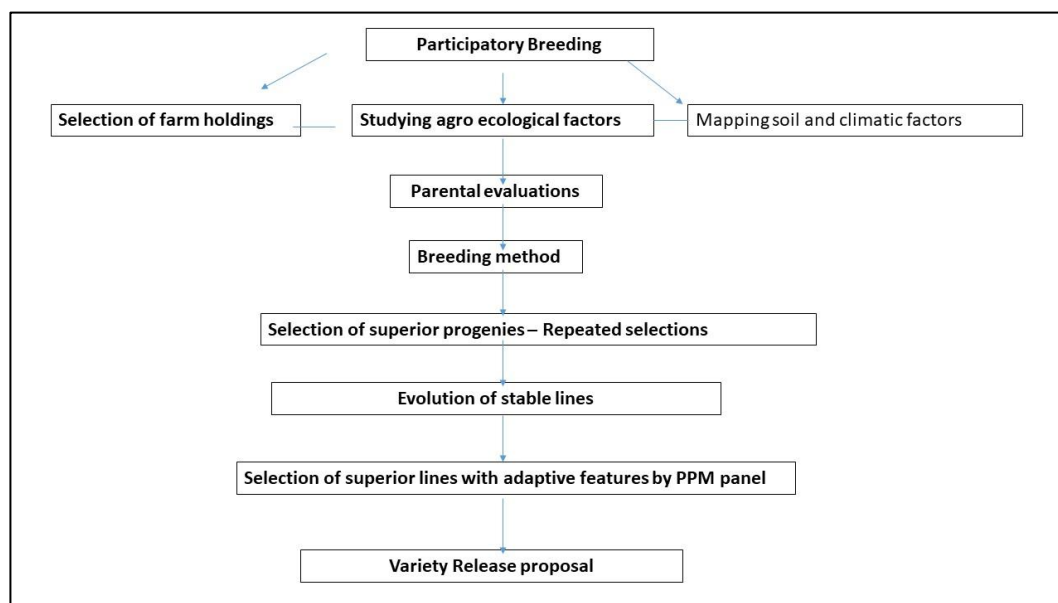 Participatory Breeding
Selection of farm holdings
Studying agro ecological factors
Mapping soil and climatic factors
Parental evaluations
Breeding method
Selection of superior progenies – Repeated selections
Evolution of stable lines
Selection of superior lines with adaptive features by PPM panel
Variety Release proposal